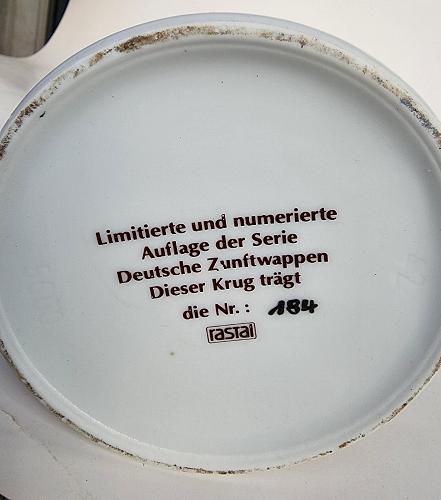 Limitierte und numerierte
Auflage der Serie
Deutsche Zunftwappen
Dieser Krug trägt
die Nr.: 184
rastal